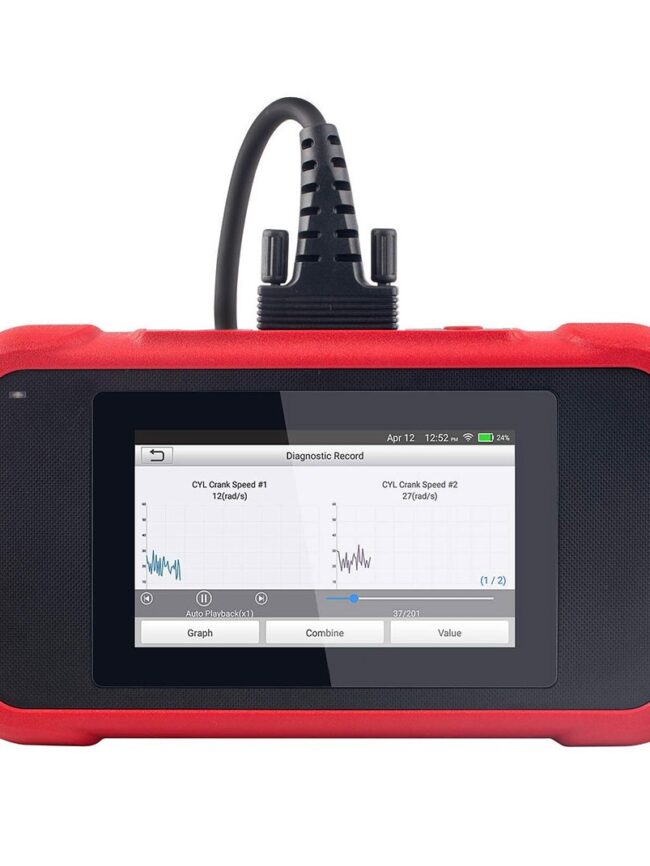 Apr 12 12:52 PM 24%
Diagnostic Record
CYL Crank Speed #1
12(rad/s)
CYL Crank Speed #2
27(rad/s)
(1 / 2)
Auto Playback(x1)
37/201
Graph
Combine
Value